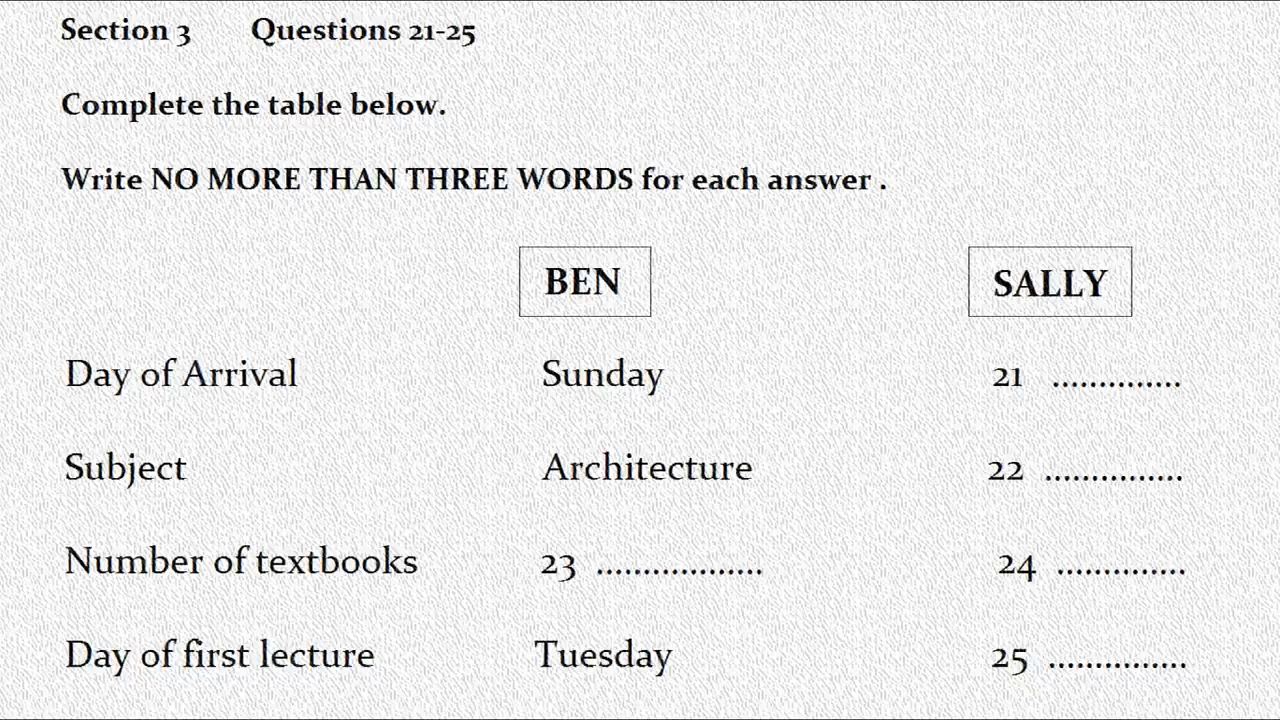 Section 3 Questions 21-25
Complete the table below.
Write NO MORE THAN THREE WORDS for each answer .
BEN SALLY
Day of Arrival Sunday 21 ..............
Subject Architecture 22 ...............
Number of textbooks 23 .................. 24 ..............
Day of first lecture Tuesday 25 ...............